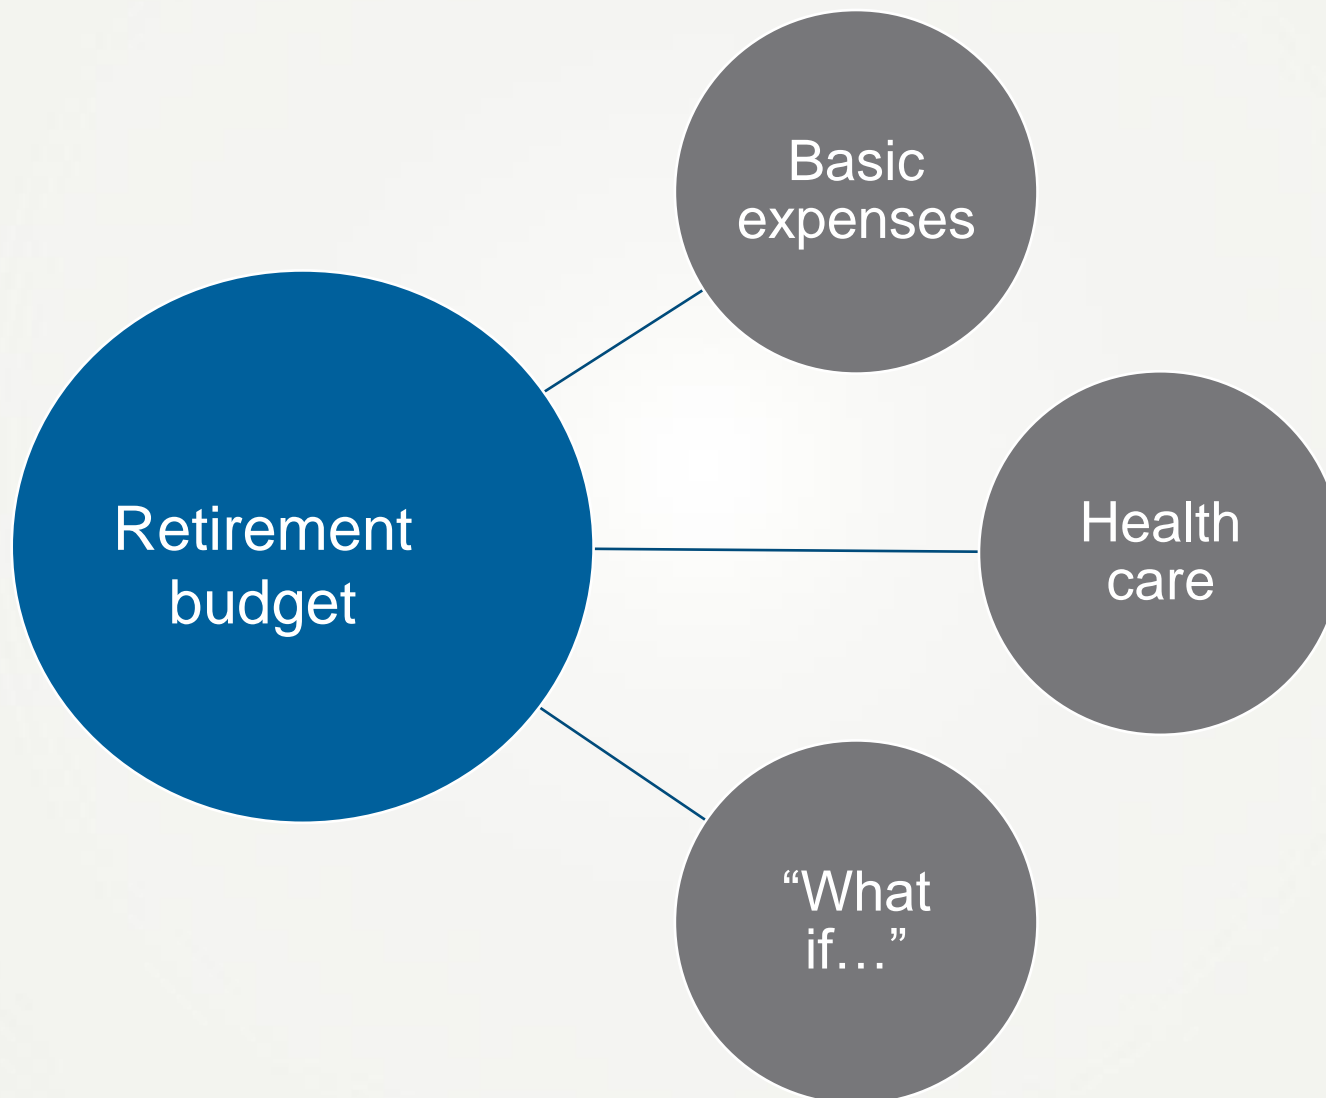 Basic
expenses
Retirement
budget
Health
care
“What
if…”